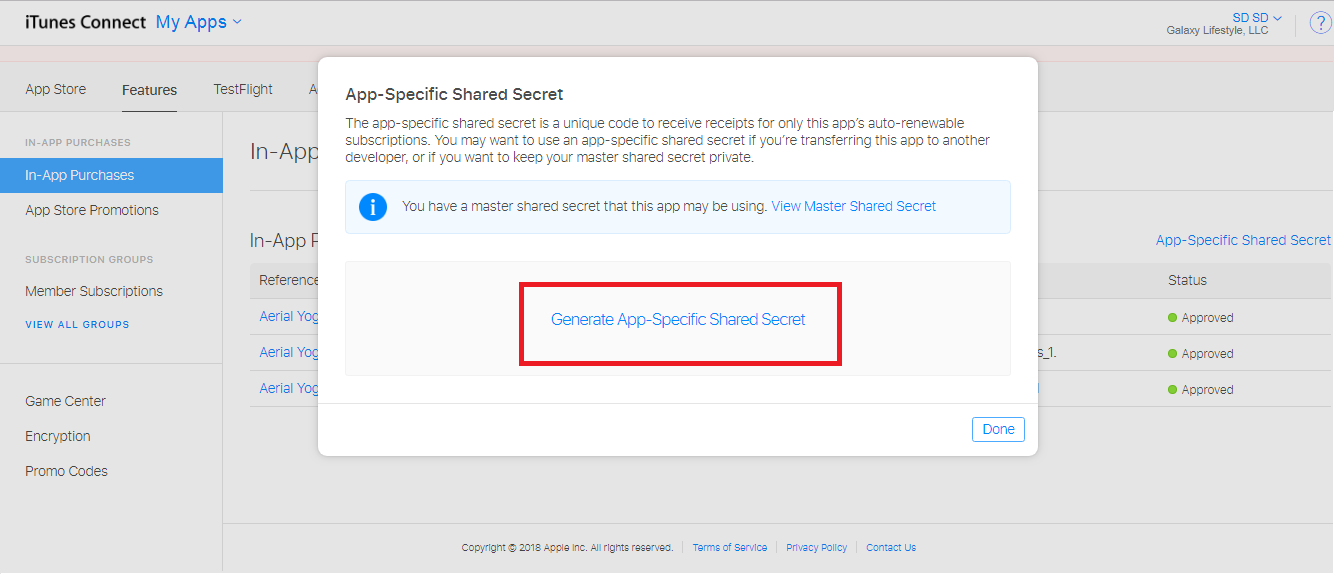 iTunes Connect My Apps
SD SD
Galaxy Lifestyle, LLC
?
App Store Features TestFlight
IN-APP PURCHASES
In-App Purchases
App Store Promotions
SUBSCRIPTION GROUPS
Member Subscriptions
VIEW ALL GROUPS
Game Center
Encryption
Promo Codes
App-Specific Shared Secret
The app-specific shared secret is a unique code to receive receipts for only this app's auto-renewable
subscriptions. You may want to use an app-specific shared secret if you're transferring this app to another
developer, or if you want to keep your master shared secret private.
You have a master shared secret that this app may be using. View Master Shared Secret
Generate App-Specific Shared Secret
Done
In-App
In-App P
App-Specific Shared Secret
Reference Status
Aerial Yog Approved
Aerial Yog s_1. Approved
Aerial Yog Approved
Copyright © 2018 Apple Inc. All rights reserved. Terms of Service Privacy Policy Contact Us